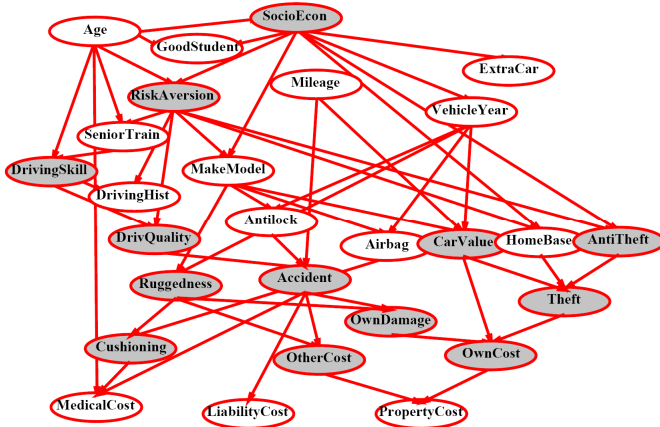 SocioEcon
Age
GoodStudent
ExtraCar
Mileage
RiskAversion
VehicleYear
SeniorTrain
DrivingSkill
MakeModel
DrivingHist
Antilock
DrivQuality
Airbag
CarValue
HomeBase
AntiTheft
Ruggedness
Accident
Theft
OwnDamage
Cushioning
OtherCost
OwnCost
MedicalCost
LiabilityCost
PropertyCost